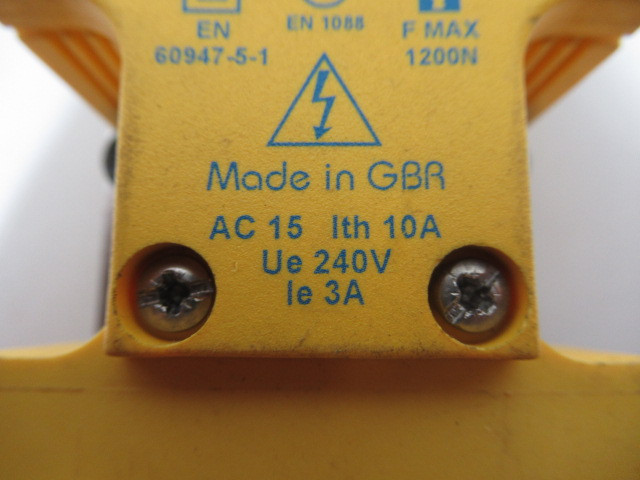 EN
60947-5-1
EN 1088
F MAX
1200N
Made in GBR
AC 15 Ith 10A
Ue 240V
Ie 3A